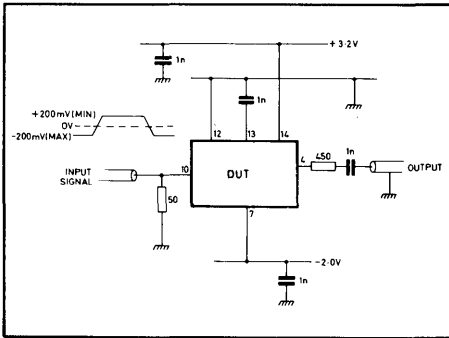 +3·2V
1n
1n
+200mV(MIN)
0V
-200mV(MAX)
12
13
14
INPUT
SIGNAL
10
DUT
4
450
1n
OUTPUT
50
7
-2·0V
1n